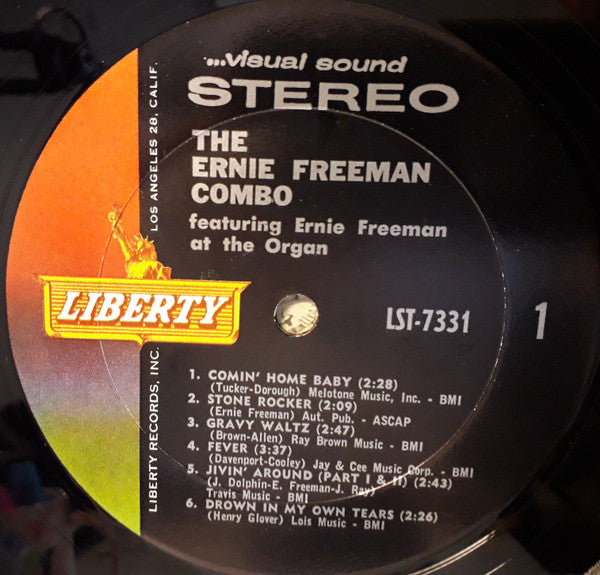 ...visual sound
STEREO
THE
ERNIE FREEMAN
COMBO
featuring Ernie Freeman
at the Organ
LIBERTY
LST-7331
1
1. COMIN' HOME BABY (2:28)
(Tucker-Dorough) Melotone Music, Inc. - BMI
2. STONE ROCKER (2:09)
(Ernie Freeman) Aut. Pub. - ASCAP
3. GRAVY WALTZ (2:47)
(Brown-Allen) Ray Brown Music - BMI
4. FEVER (3:37)
(Davenport-Cooley) Jay & Cee Music Corp. - BMI
5. JIVIN' AROUND (PART I & II) (2:43)
(J. Dolphin-E. Freeman-J. Ray)
Travis Music - BMI
6. DROWN IN MY OWN TEARS (2:26)
(Henry Glover) Lois Music - BMI
LIBERTY RECORDS, INC.
LOS ANGELES 28, CALIF.